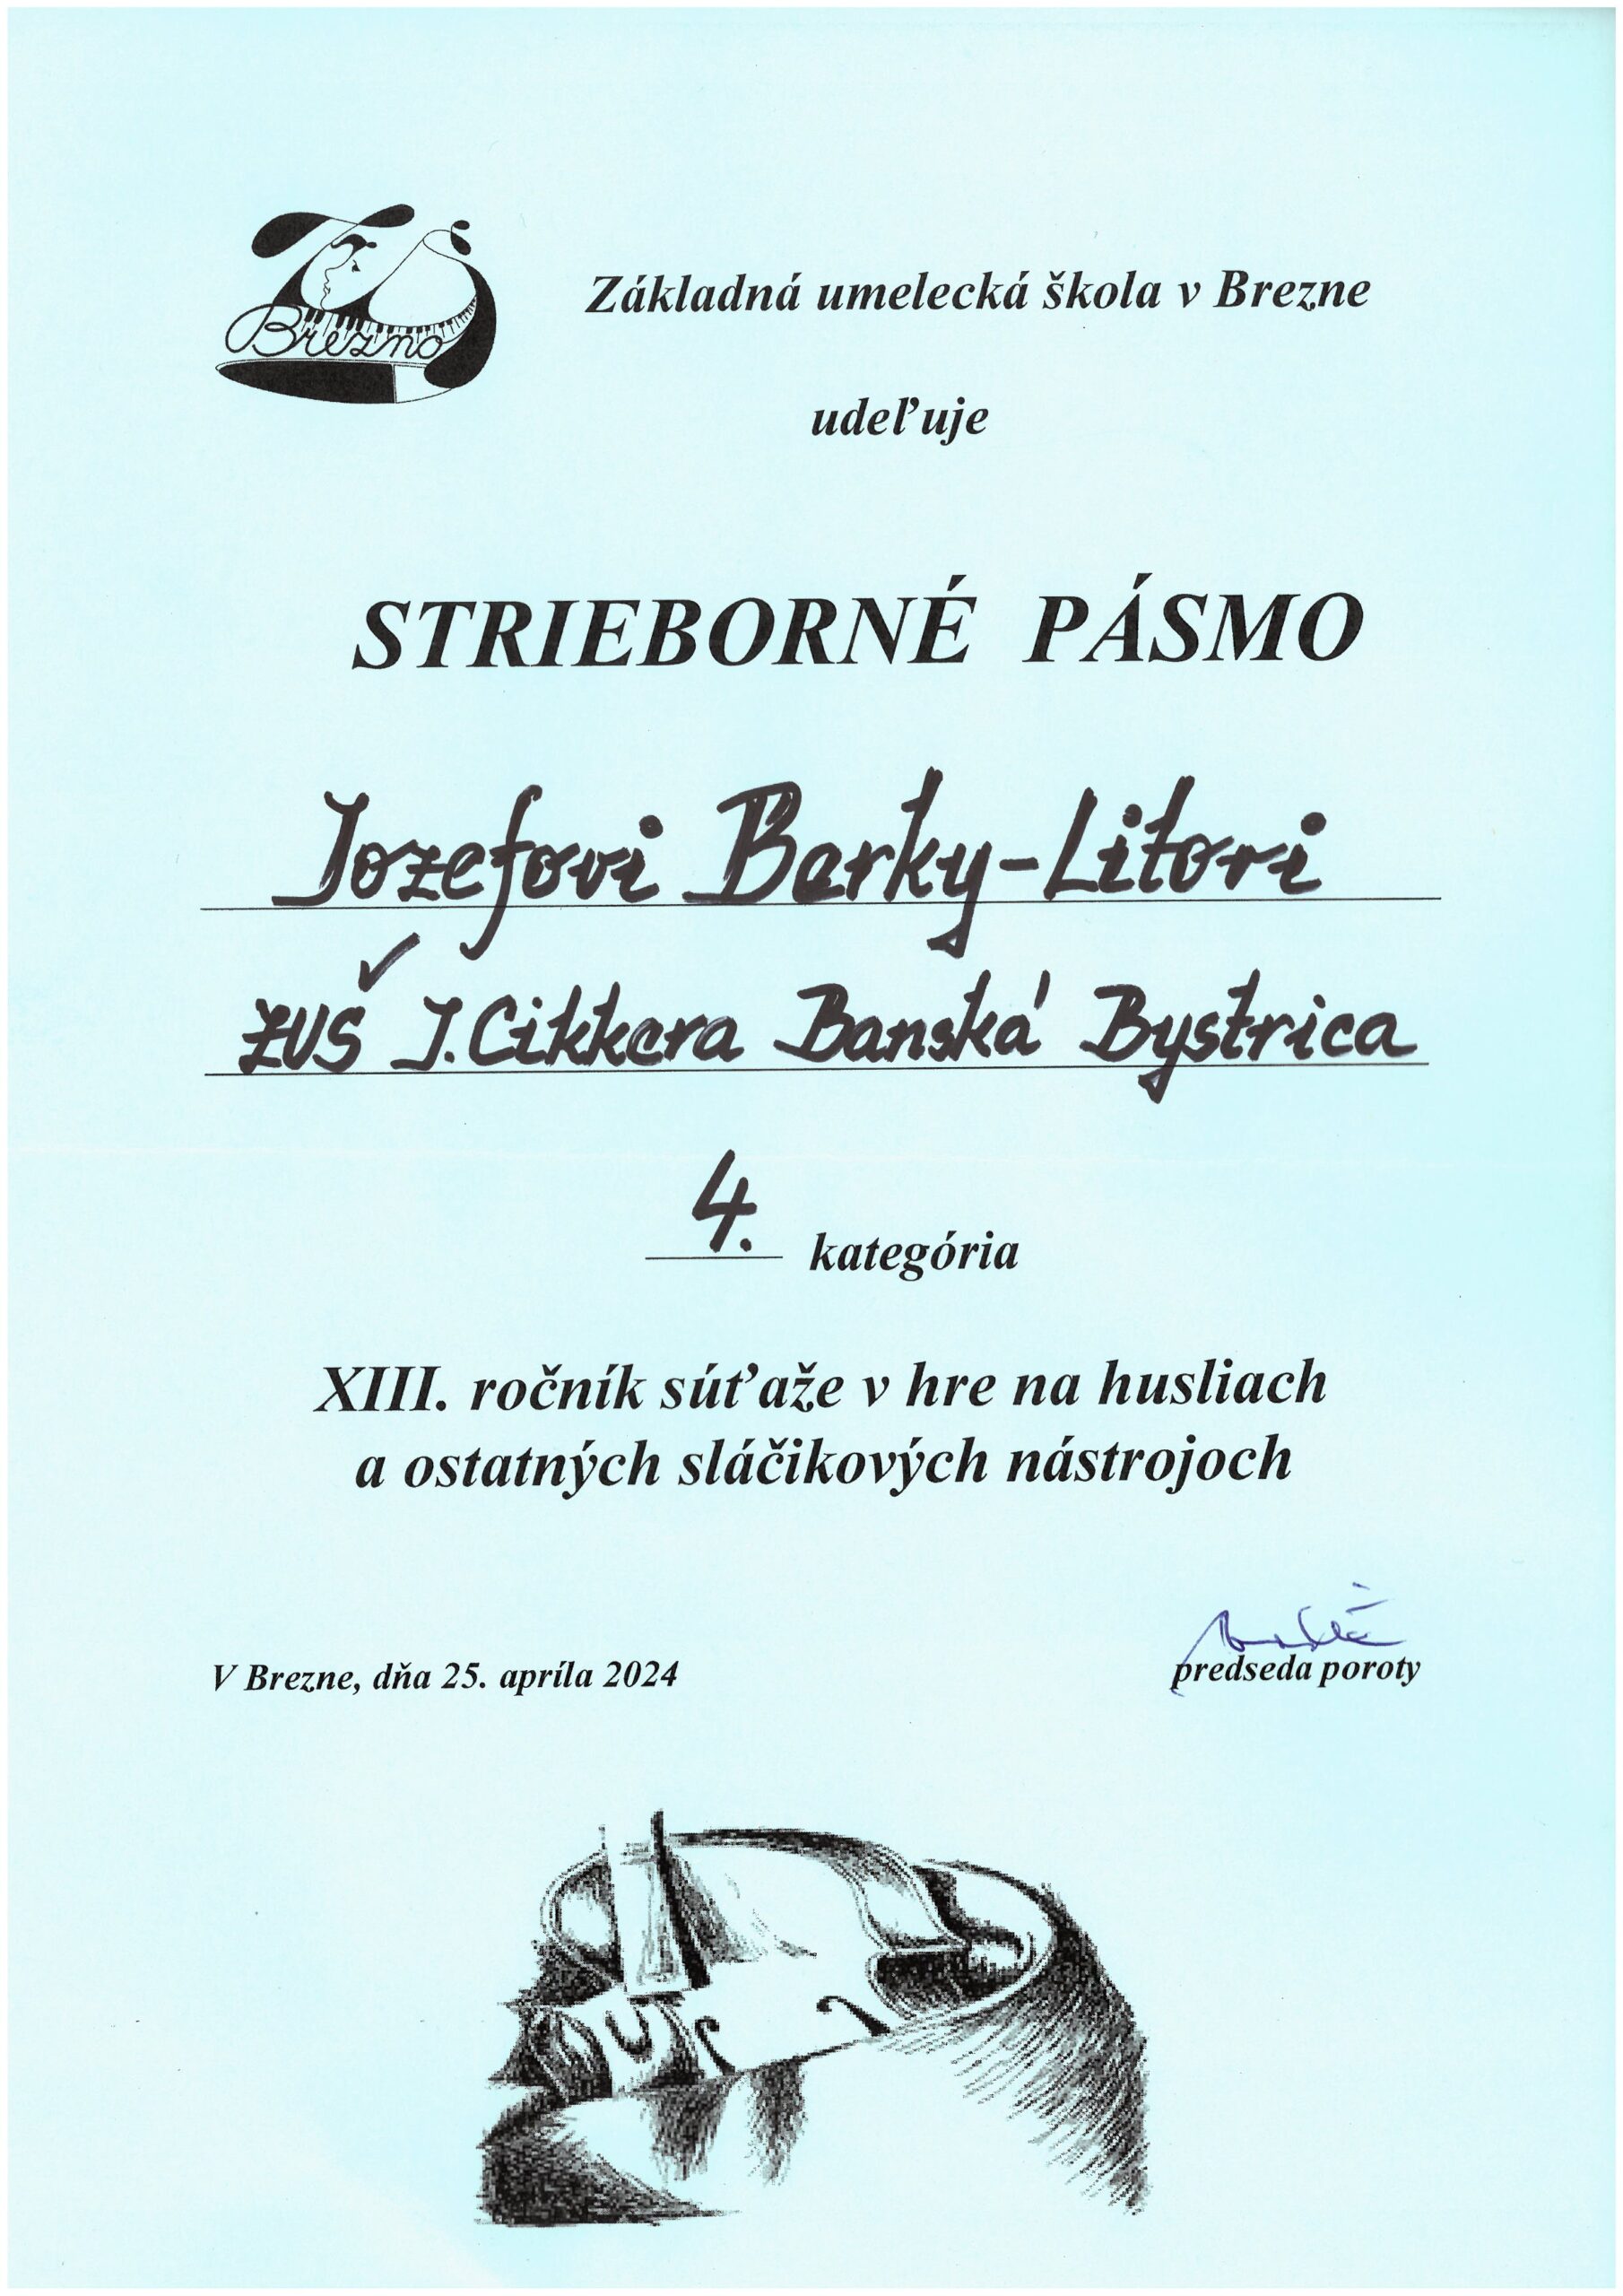 Brezno
Základná umelecká škola v Brezne
udeľuje
STRIEBORNÉ PÁSMO
Jozefovi Berky-Litori
ZUŠ J. Cikkera Banská Bystrica
4. kategória
XIII. ročník súťaže v hre na husliach
a ostatných sláčikových nástrojoch
V Brezne, dňa 25. apríla 2024
predseda poroty